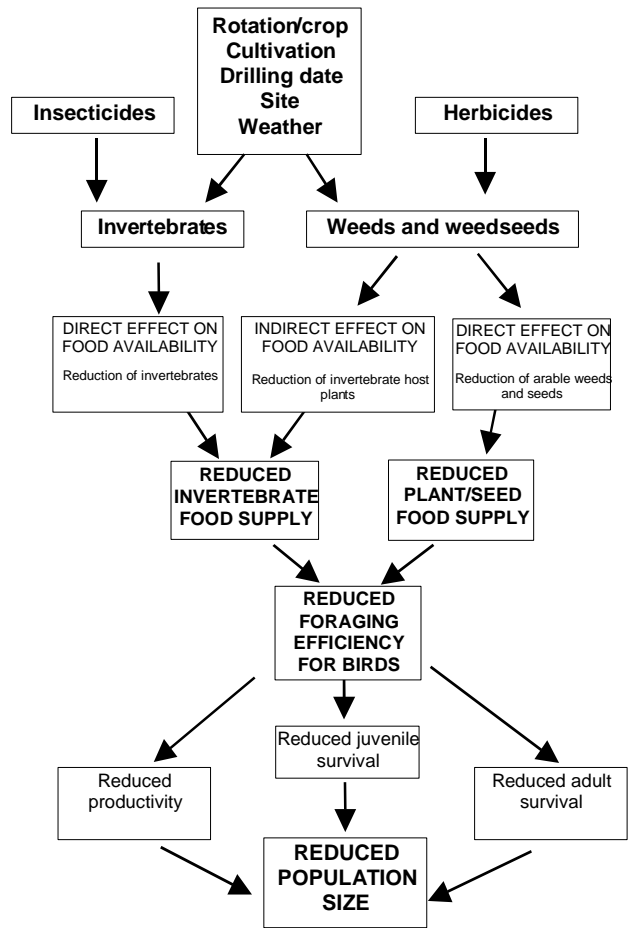 Rotation/crop
Cultivation
Drilling date
Site
Weather
Insecticides
Herbicides
Invertebrates
Weeds and weedseeds
DIRECT EFFECT ON
FOOD AVAILABILITY
Reduction of invertebrates
INDIRECT EFFECT ON
FOOD AVAILABILITY
Reduction of invertebrate host
plants
DIRECT EFFECT ON
FOOD AVAILABILITY
Reduction of arable weeds
and seeds
REDUCED
INVERTEBRATE
FOOD SUPPLY
REDUCED
PLANT/SEED
FOOD SUPPLY
REDUCED
FORAGING
EFFICIENCY
FOR BIRDS
Reduced juvenile
survival
Reduced
productivity
Reduced adult
survival
REDUCED
POPULATION
SIZE